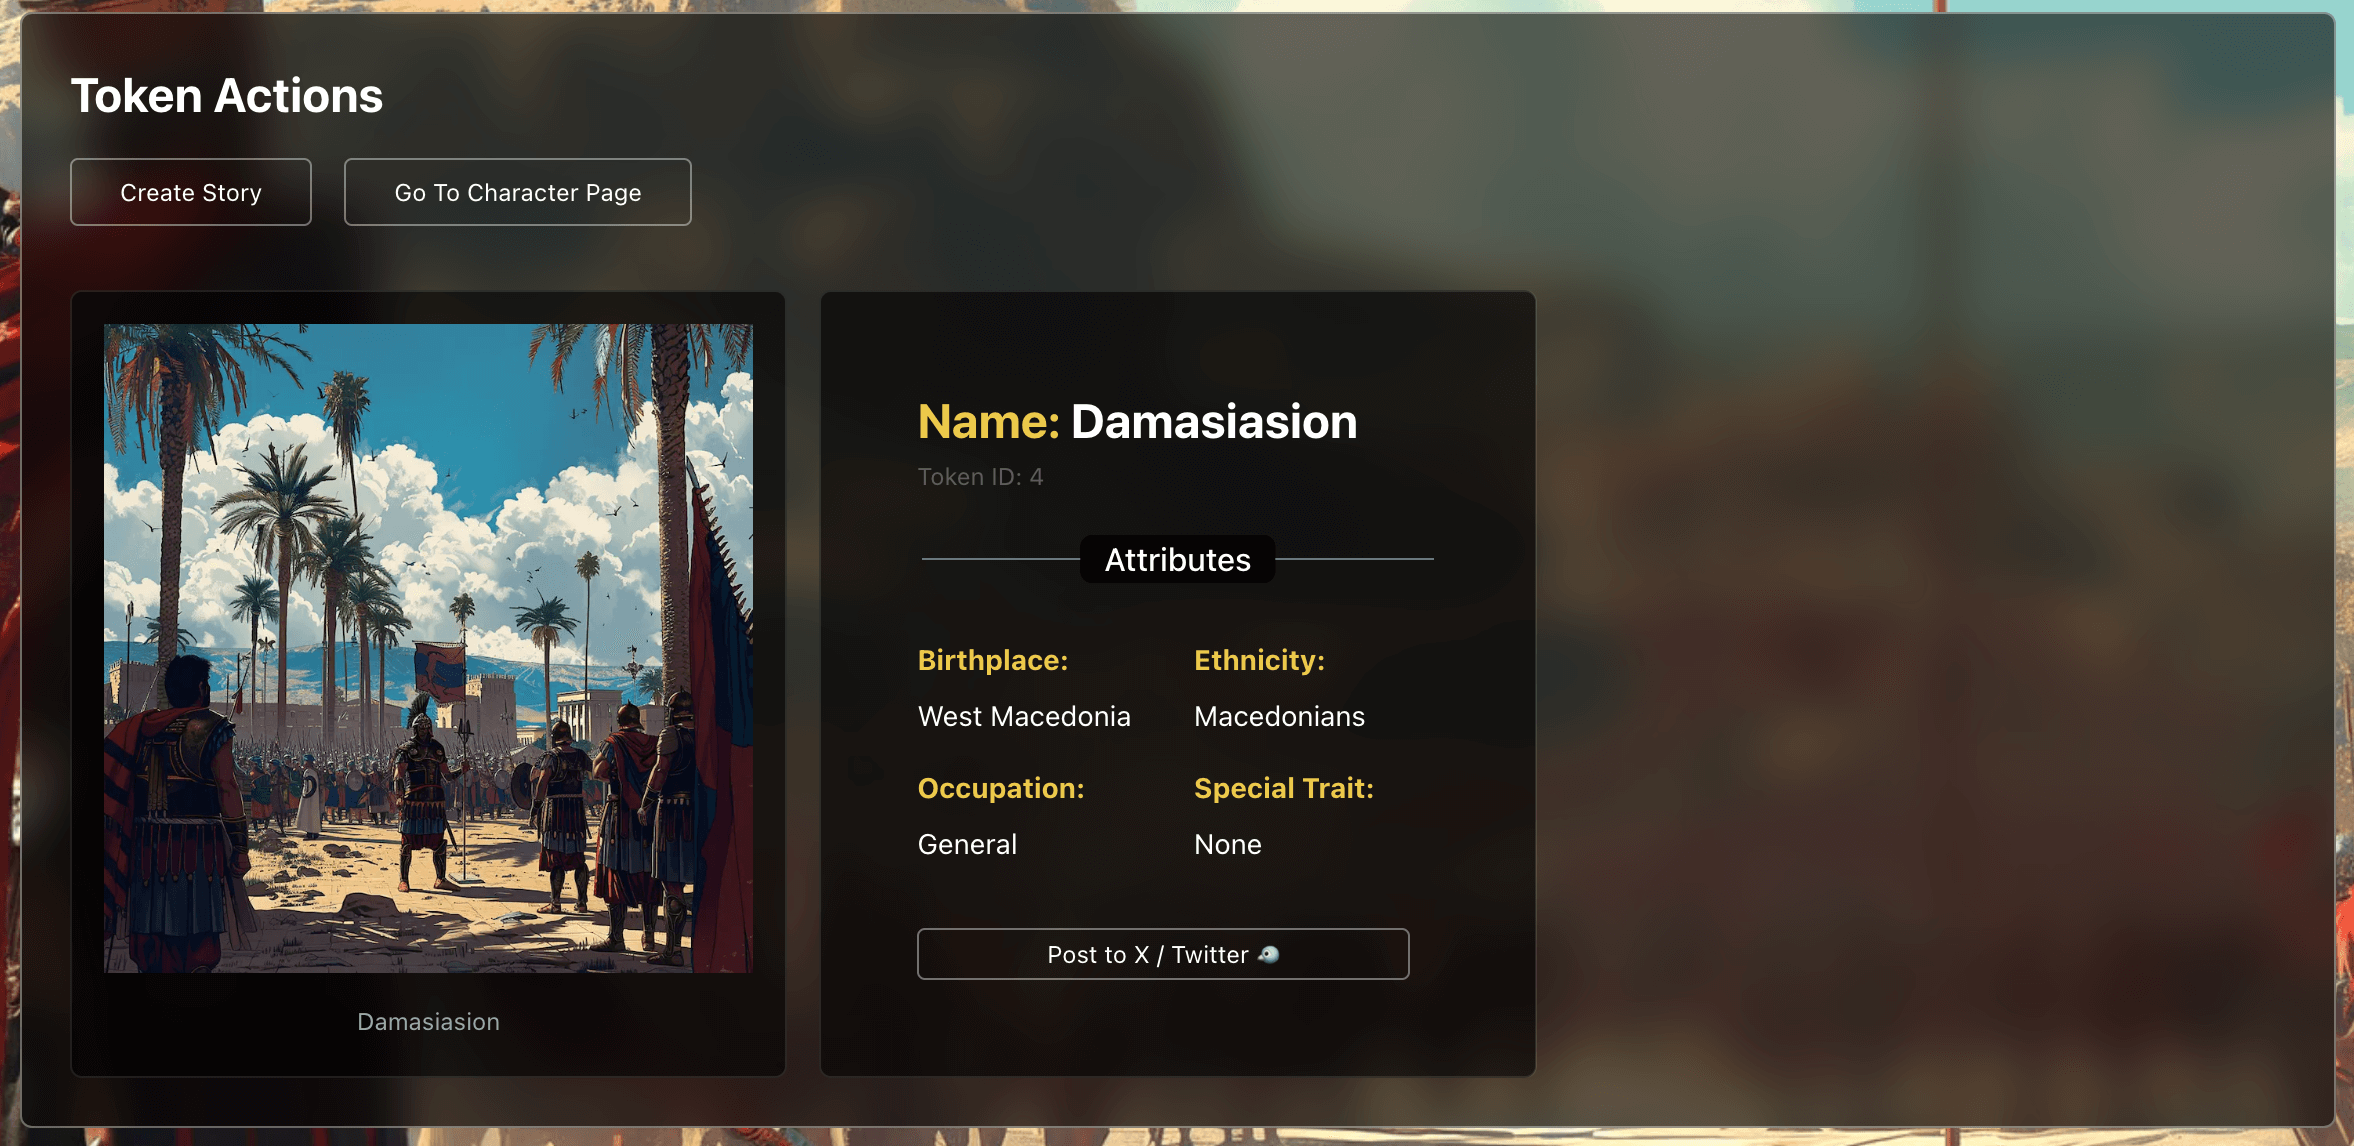 Token Actions
Create Story
Go To Character Page
Damasiasion
Name: Damasiasion
Token ID: 4
Attributes
Birthplace:
West Macedonia
Ethnicity:
Macedonians
Occupation:
General
Special Trait:
None
Post to X / Twitter